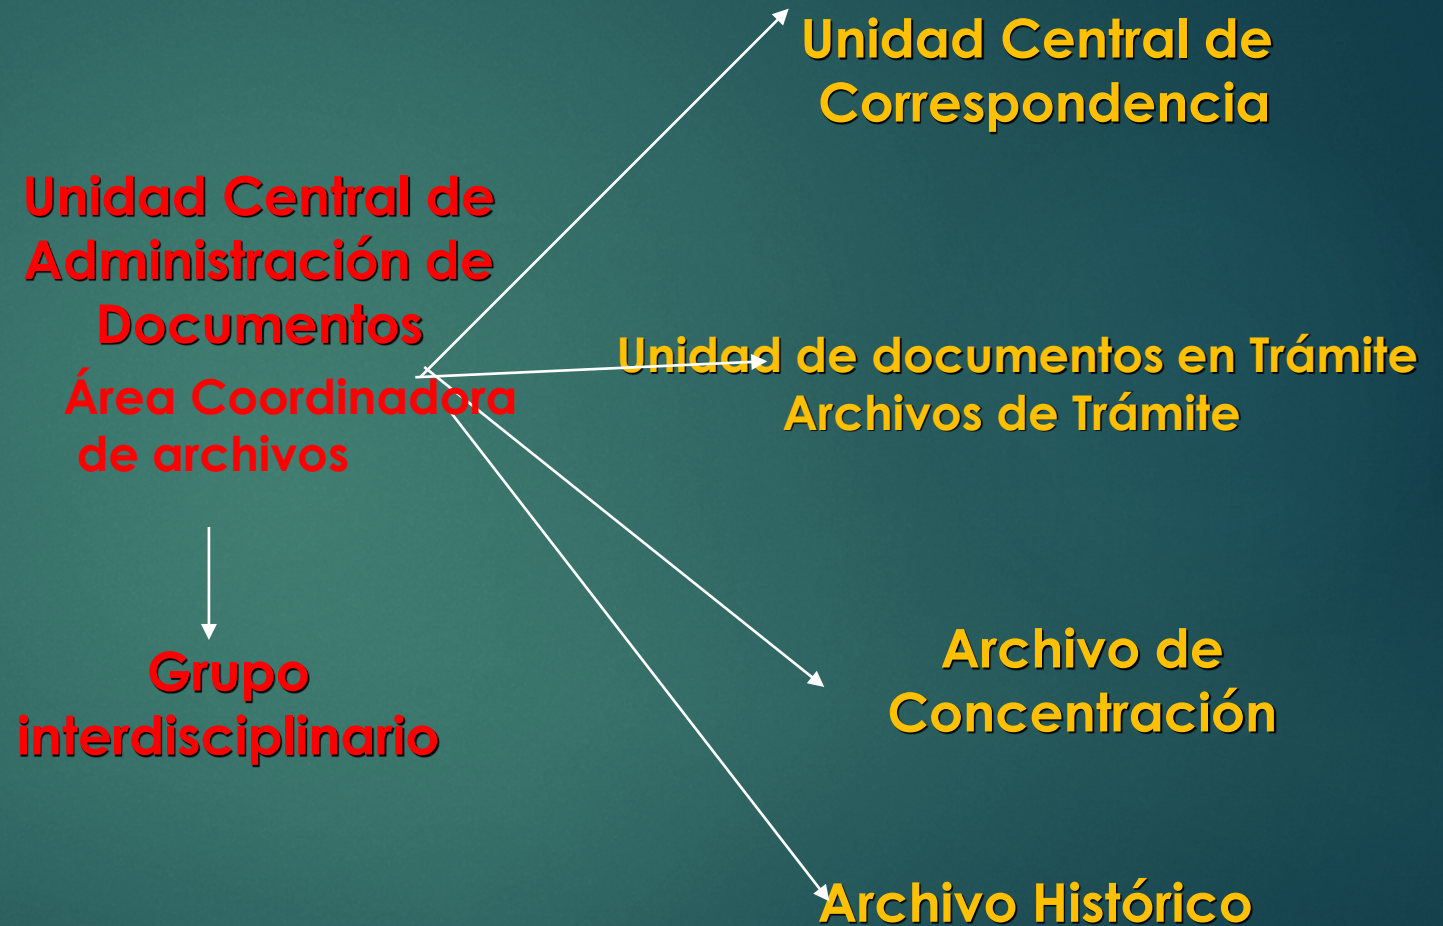 Unidad Central de
Administración de
Documentos
Área Coordinadora
de archivos
Grupo
interdisciplinario
Unidad Central de
Correspondencia
Unidad de documentos en Trámite
Archivos de Trámite
Archivo de
Concentración
Archivo Histórico